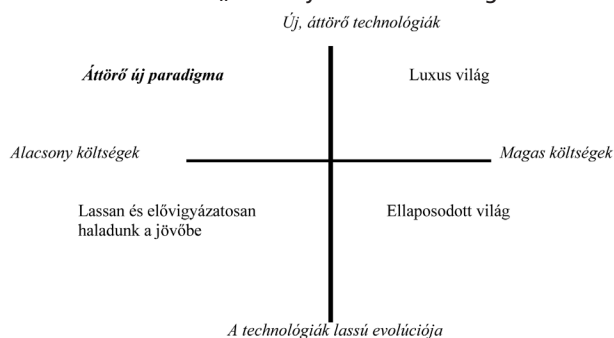 Új, áttörő technológiák
Áttörő új paradigma
Luxus világ
Alacsony költségek
Magas költségek
Lassan és elővigyázatosan
haladunk a jövőbe
Ellaposodott világ
A technológiák lassú evolúciója